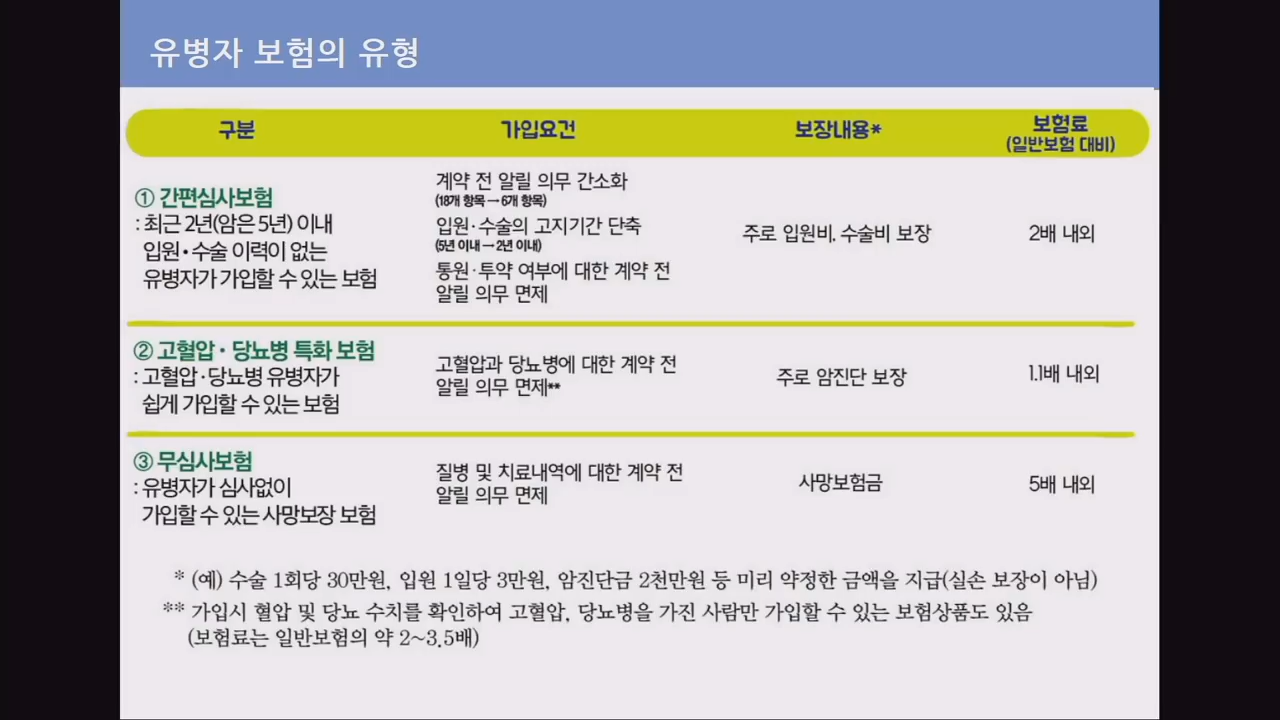 유병자 보험의 유형
구분 가입요건 보장내용* 보험료
(일반보험 대비)
① 간편심사보험
: 최근 2년(암은 5년) 이내
입원·수술 이력이 없는
유병자가 가입할 수 있는 보험
계약 전 알릴 의무 간소화
(18개 항목→6개 항목)
입원·수술의 고지기간 단축
(5년 이내→2년 이내)
통원·투약 여부에 대한 계약 전
알릴 의무 면제
주로 입원비, 수술비 보장
2배 내외
② 고혈압·당뇨병 특화 보험
: 고혈압·당뇨병 유병자가
쉽게 가입할 수 있는 보험
고혈압과 당뇨병에 대한 계약 전
알릴 의무 면제**
주로 암진단 보장
1.1배 내외
③ 무심사보험
: 유병자가 심사없이
가입할 수 있는 사망보장 보험
질병 및 치료내역에 대한 계약 전
알릴 의무 면제
사망보험금
5배 내외
* (예) 수술 1회당 30만원, 입원 1일당 3만원, 암진단금 2천만원 등 미리 약정한 금액을 지급(실손 보장이 아님)
** 가입시 혈압 및 당뇨 수치를 확인하여 고혈압, 당뇨병을 가진 사람만 가입할 수 있는 보험상품도 있음
(보험료는 일반보험의 약 2~3.5배)